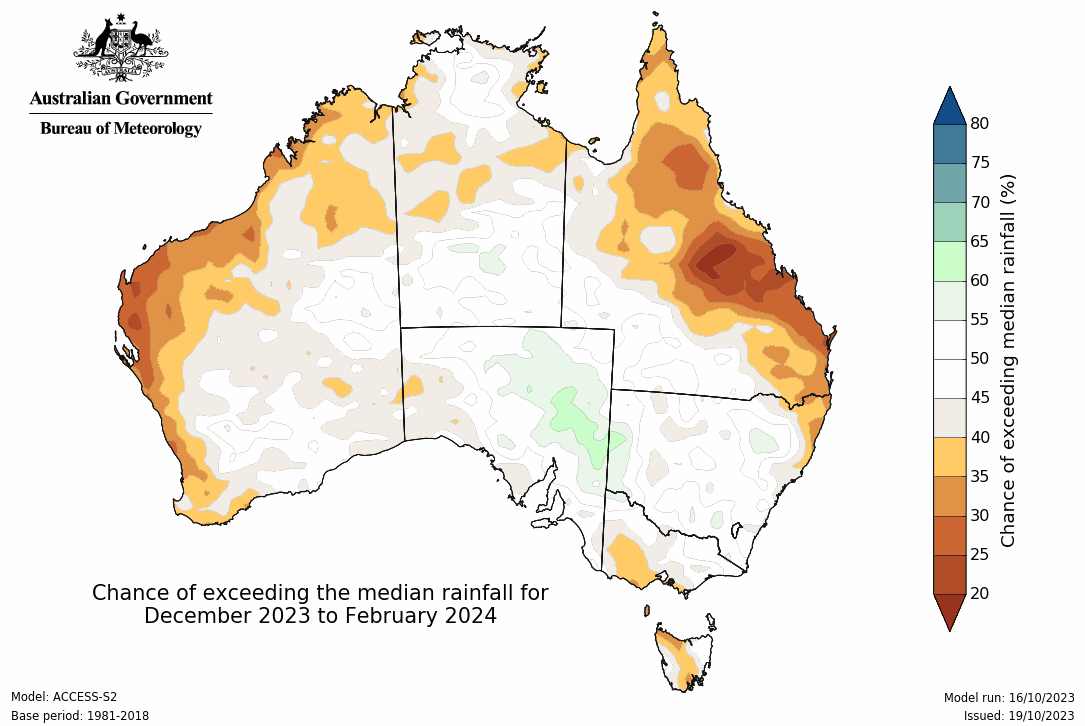 Australian Government
Bureau of Meteorology
80
75
70
65
60
55
50
45
40
35
30
25
20
Chance of exceeding median rainfall (%)
Chance of exceeding the median rainfall for
December 2023 to February 2024
Model: ACCESS-S2
Base period: 1981-2018
Model run: 16/10/2023
Issued: 19/10/2023